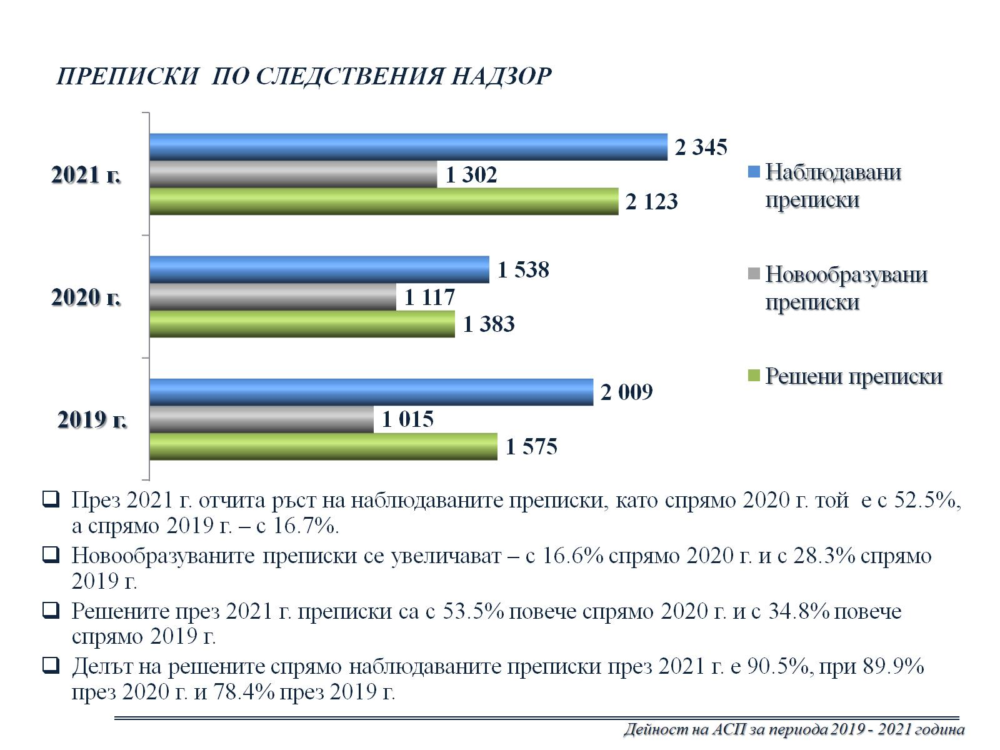 ПРЕПИСКИ ПО СЛЕДСТВЕНИЯ НАДЗОР
2021 г.
2 345
1 302
2 123
2020 г.
1 538
1 117
1 383
2019 г.
2 009
1 015
1 575
Наблюдавани
преписки
Новообразувани
преписки
Решени преписки
През 2021 г. отчита ръст на наблюдаваните преписки, като спрямо 2020 г. той е с 52.5%,
а спрямо 2019 г. – с 16.7%.
Новообразуваните преписки се увеличават – с 16.6% спрямо 2020 г. и с 28.3% спрямо
2019 г.
Решените през 2021 г. преписки са с 53.5% повече спрямо 2020 г. и с 34.8% повече
спрямо 2019 г.
Делът на решените спрямо наблюдаваните преписки през 2021 г. е 90.5%, при 89.9%
през 2020 г. и 78.4% през 2019 г.
Дейност на АСП за периода 2019 - 2021 година